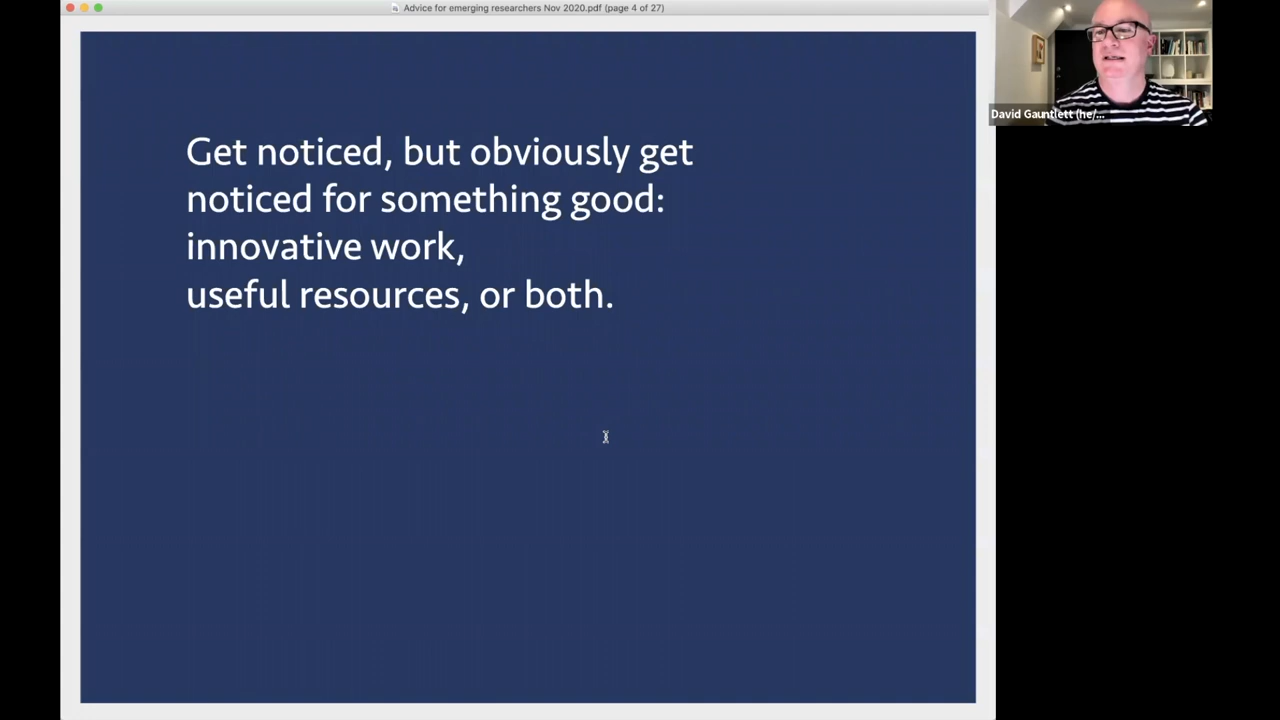 Advice for emerging researchers Nov 2020.pdf (page 4 of 27)
David Gauntlett (he/...
Get noticed, but obviously get
noticed for something good:
innovative work,
useful resources, or both.